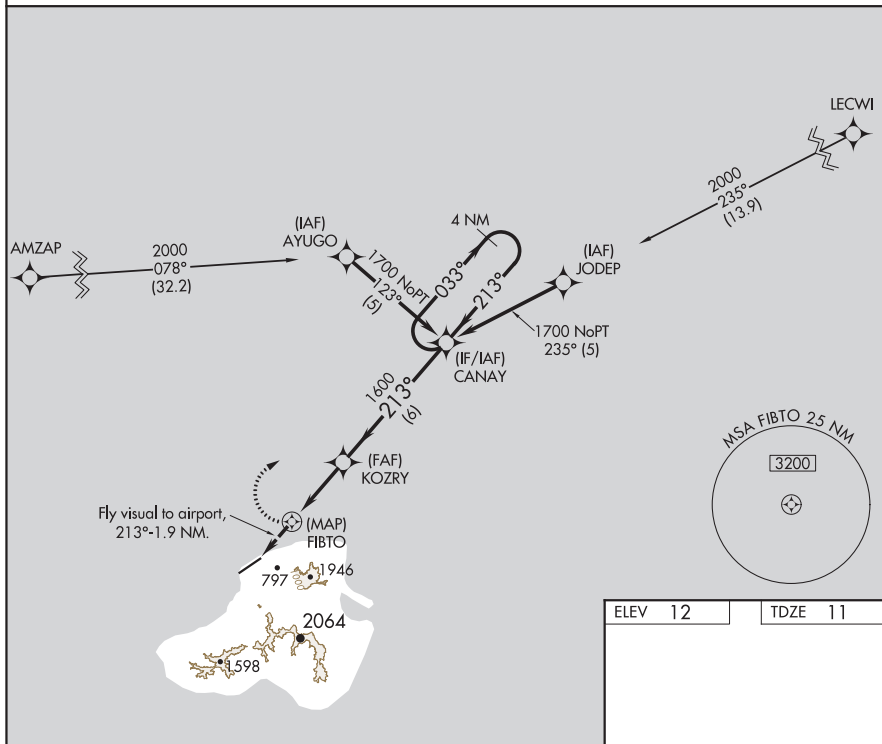 LECWI
2000
235°
(13.9)
4 NM
(IAF)
AYUGO
(IAF)
JODEP
AMZAP
2000
078°
(32.2)
1700 NoPT
123°
(5)
033°
213°
1700 NoPT
235° (5)
(IF/IAF)
CANAY
1600
213°
(6)
(FAF)
KOZRY
MSA FIBTO 25 NM
3200
Fly visual to airport,
213°-1.9 NM.
(MAP)
FIBTO
797
1946
2064
1598
ELEV 12
TDZE 11